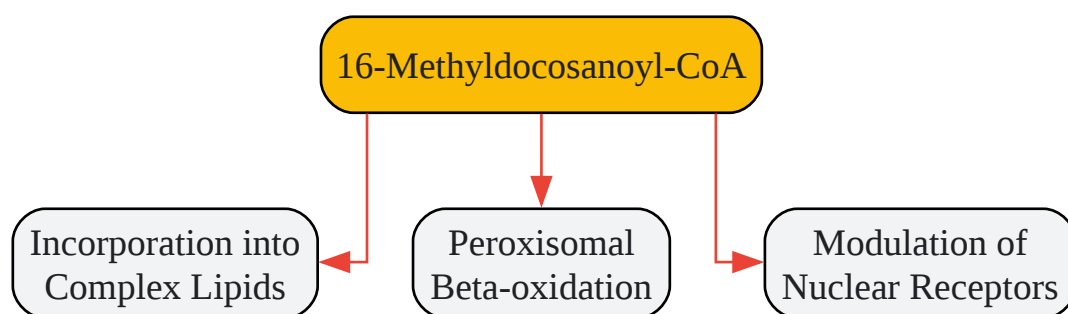 16-Methyldocosanoyl-CoA
Incorporation into
Complex Lipids
Peroxisomal
Beta-oxidation
Modulation of
Nuclear Receptors